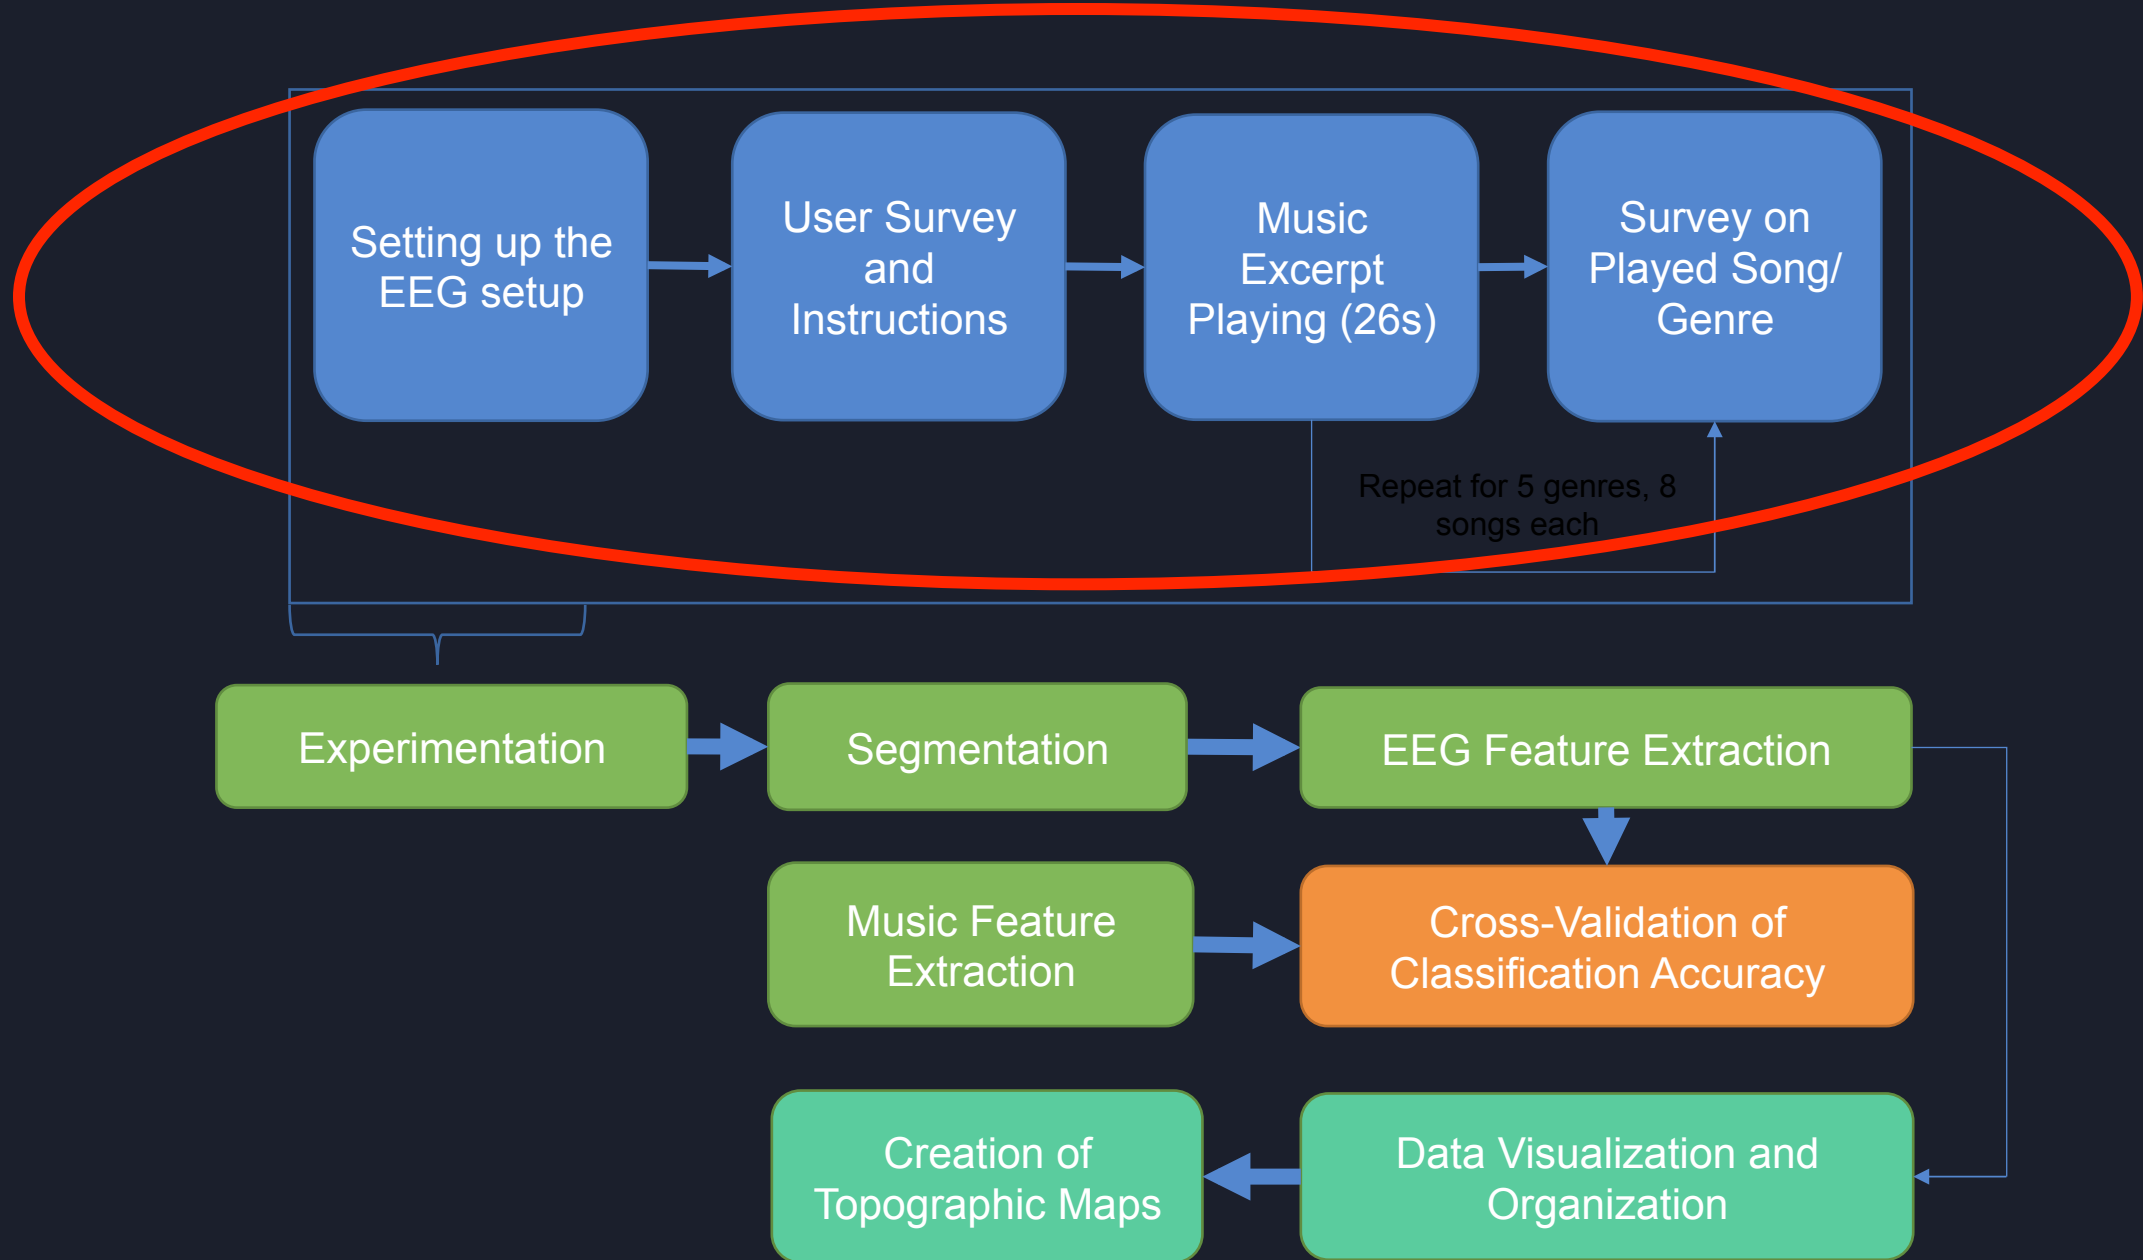 Setting up the
EEG setup
User Survey
and
Instructions
Music
Excerpt
Playing (26s)
Survey on
Played Song/
Genre
Repeat for 5 genres, 8
songs each
Experimentation
Segmentation
EEG Feature Extraction
Music Feature
Extraction
Cross-Validation of
Classification Accuracy
Creation of
Topographic Maps
Data Visualization and
Organization